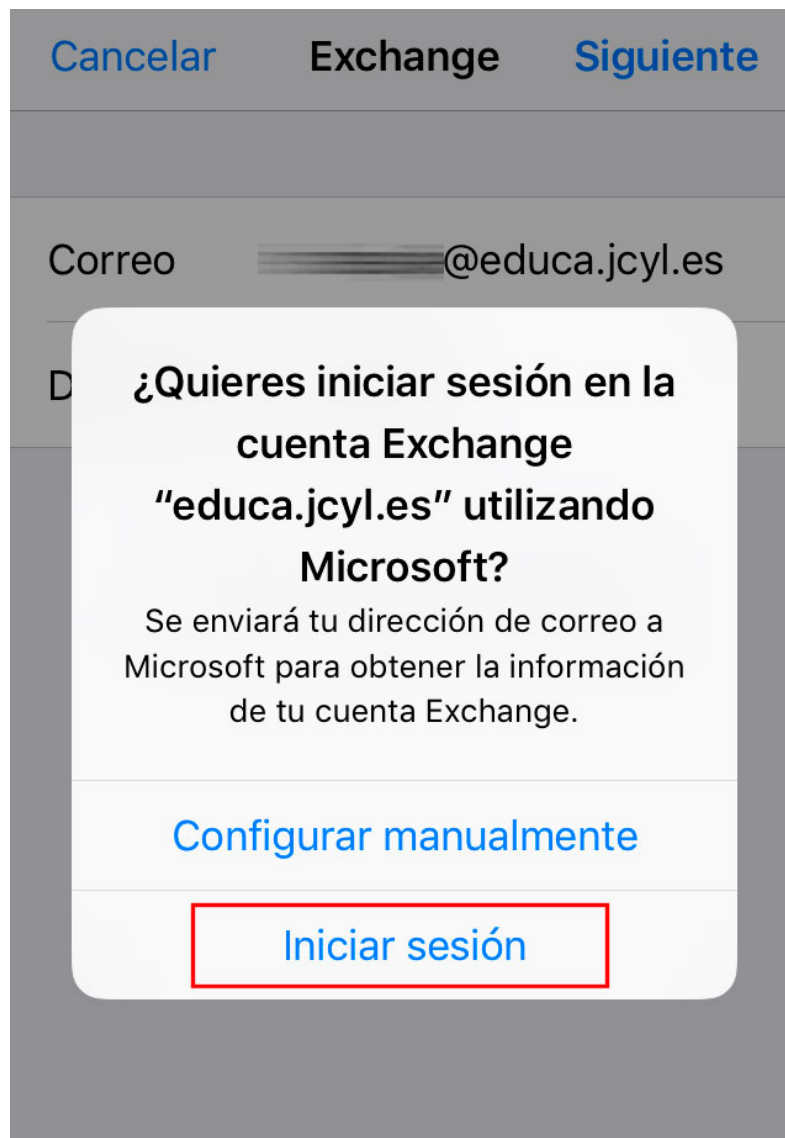 Cancelar Exchange Siguiente
Correo @educa.jcyl.es
¿Quieres iniciar sesión en la
cuenta Exchange
“educa.jcyl.es” utilizando
Microsoft?
Se enviará tu dirección de correo a
Microsoft para obtener la información
de tu cuenta Exchange.
Configurar manualmente
Iniciar sesión